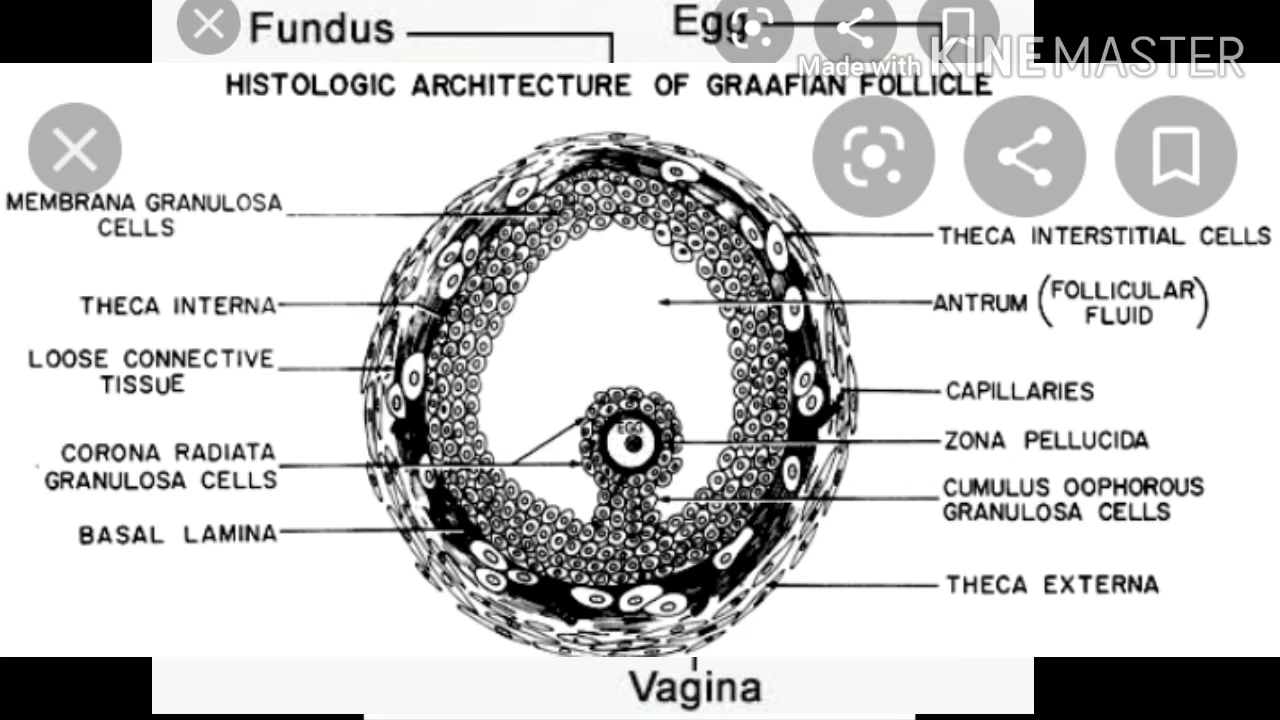 Fundus
Egg
Made with KINEMASTER
HISTOLOGIC ARCHITECTURE OF GRAAFIAN FOLLICLE
MEMBRANA GRANULOSA
CELLS
THECA INTERNA
LOOSE CONNECTIVE
TISSUE
CORONA RADIATA
GRANULOSA CELLS
BASAL LAMINA
EGG
THECA INTERSTITIAL CELLS
ANTRUM (FOLLICULAR
FLUID)
CAPILLARIES
ZONA PELLUCIDA
CUMULUS OOPHOROUS
GRANULOSA CELLS
THECA EXTERNA
Vagina